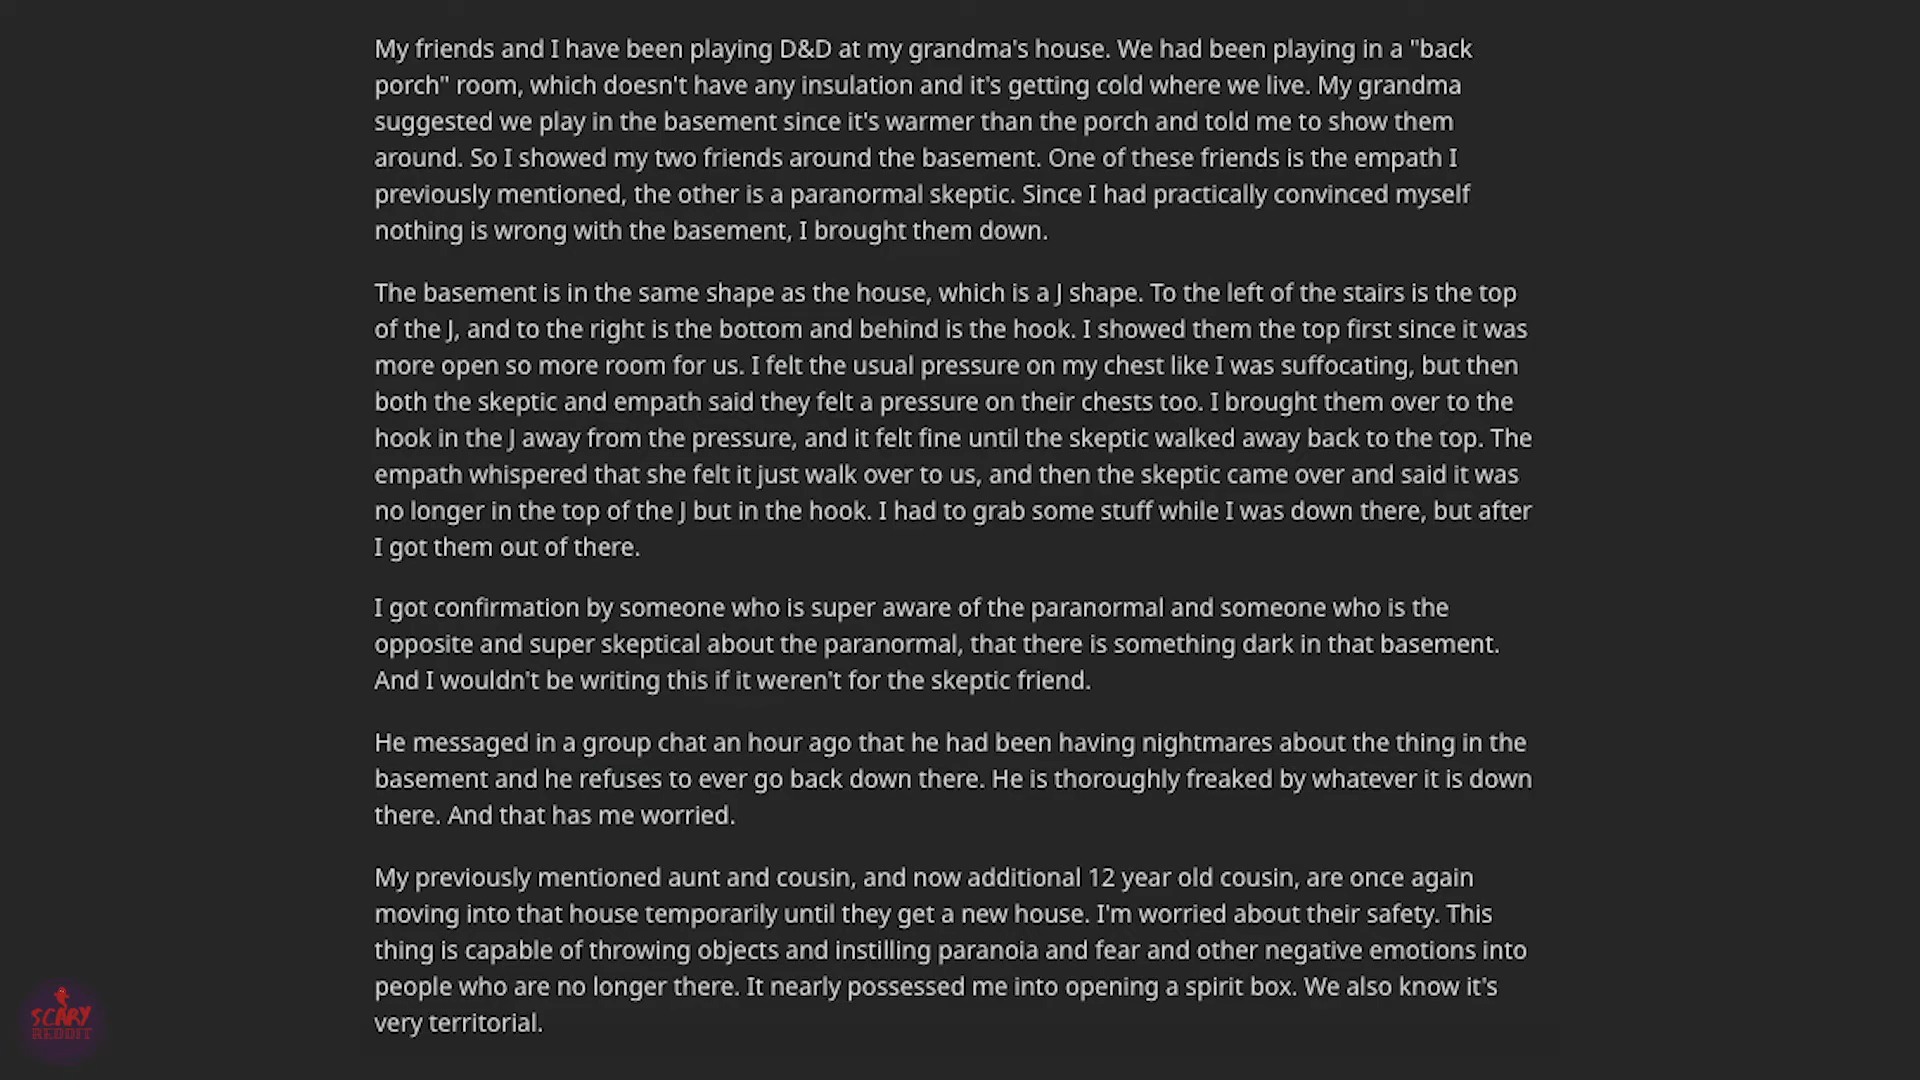 My friends and I have been playing D&D at my grandma's house. We had been playing in a "back
porch" room, which doesn't have any insulation and it's getting cold where we live. My grandma
suggested we play in the basement since it's warmer than the porch and told me to show them
around. So I showed my two friends around the basement. One of these friends is the empath I
previously mentioned, the other is a paranormal skeptic. Since I had practically convinced myself
nothing is wrong with the basement, I brought them down.
The basement is in the same shape as the house, which is a J shape. To the left of the stairs is the top
of the J, and to the right is the bottom and behind is the hook. I showed them the top first since it was
more open so more room for us. I felt the usual pressure on my chest like I was suffocating, but then
both the skeptic and empath said they felt a pressure on their chests too. I brought them over to the
hook in the J away from the pressure, and it felt fine until the skeptic walked away back to the top. The
empath whispered that she felt it just walk over to us, and then the skeptic came over and said it was
no longer in the top of the J but in the hook. I had to grab some stuff while I was down there, but after
I got them out of there.
I got confirmation by someone who is super aware of the paranormal and someone who is the
opposite and super skeptical about the paranormal, that there is something dark in that basement.
And I wouldn't be writing this if it weren't for the skeptic friend.
He messaged in a group chat an hour ago that he had been having nightmares about the thing in the
basement and he refuses to ever go back down there. He is thoroughly freaked by whatever it is down
there. And that has me worried.
My previously mentioned aunt and cousin, and now additional 12 year old cousin, are once again
moving into that house temporarily until they get a new house. I'm worried about their safety. This
thing is capable of throwing objects and instilling paranoia and fear and other negative emotions into
people who are no longer there. It nearly possessed me into opening a spirit box. We also know it's
very territorial.
SCARY
REDDIT